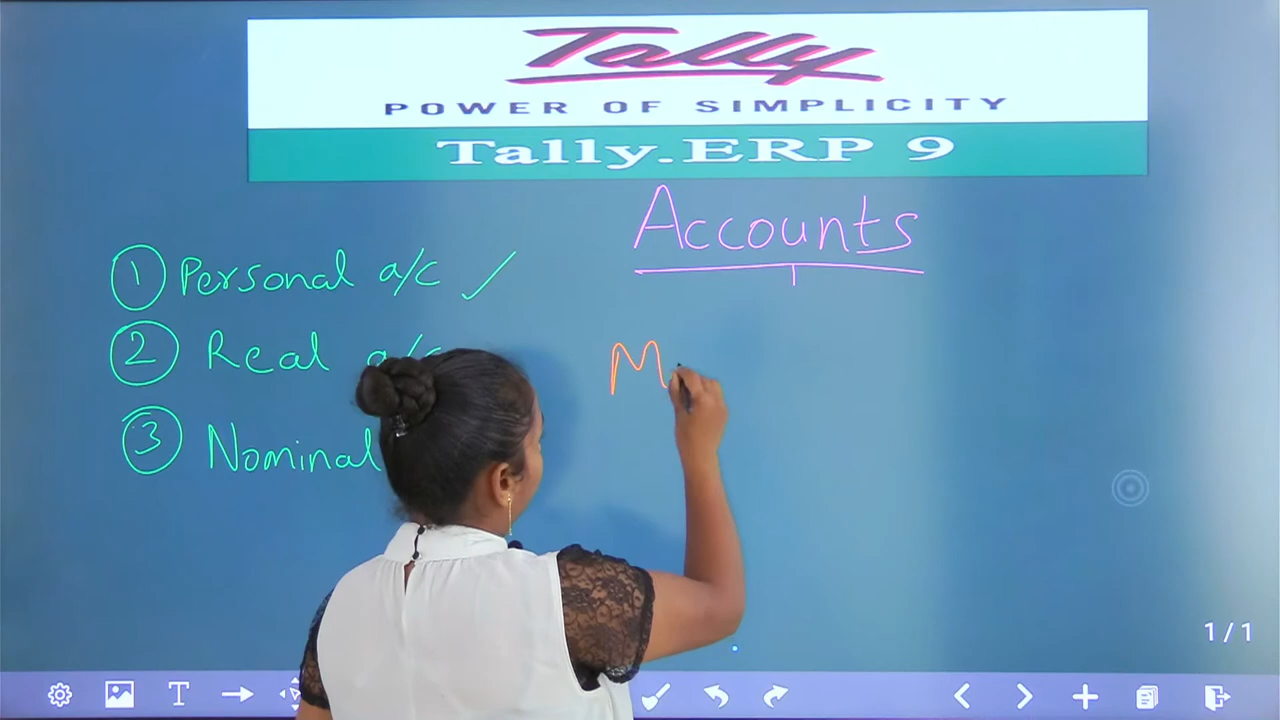 Tally
POWER OF SIMPLICITY
Tally.ERP 9
Accounts
① Personal a/c ✓
② Real a/c
③ Nominal
M
1/1
T